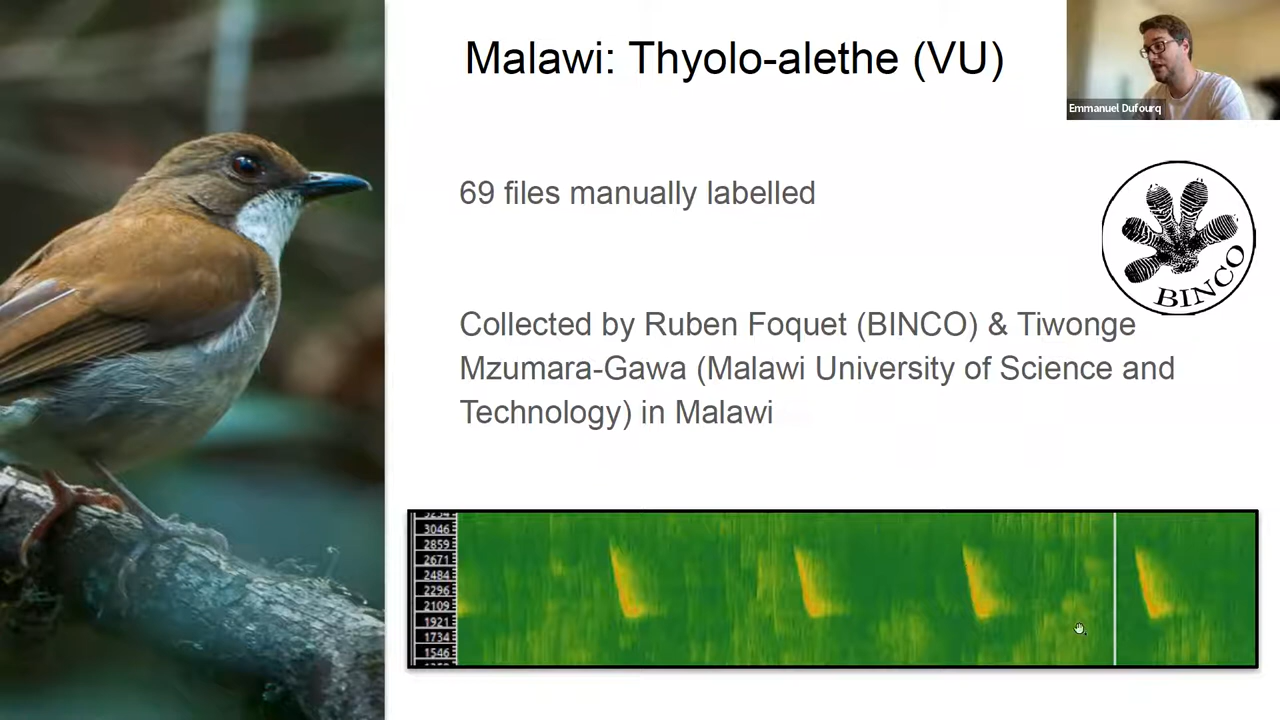 Malawi: Thyolo-alethe (VU)
Emmanuel Dufourq
69 files manually labelled
BINCO
Collected by Ruben Foquet (BINCO) & Tiwonge
Mzumara-Gawa (Malawi University of Science and
Technology) in Malawi
3046
2859
2671
2484
2296
2109
1921
1734
1546